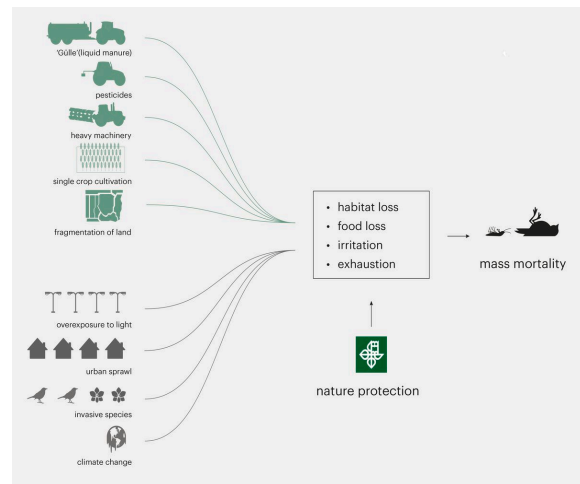 'Gülle'(liquid manure)
pesticides
heavy machinery
single crop cultivation
fragmentation of land
overexposure to light
urban sprawl
invasive species
climate change
• habitat loss
• food loss
• irritation
• exhaustion
mass mortality
nature protection